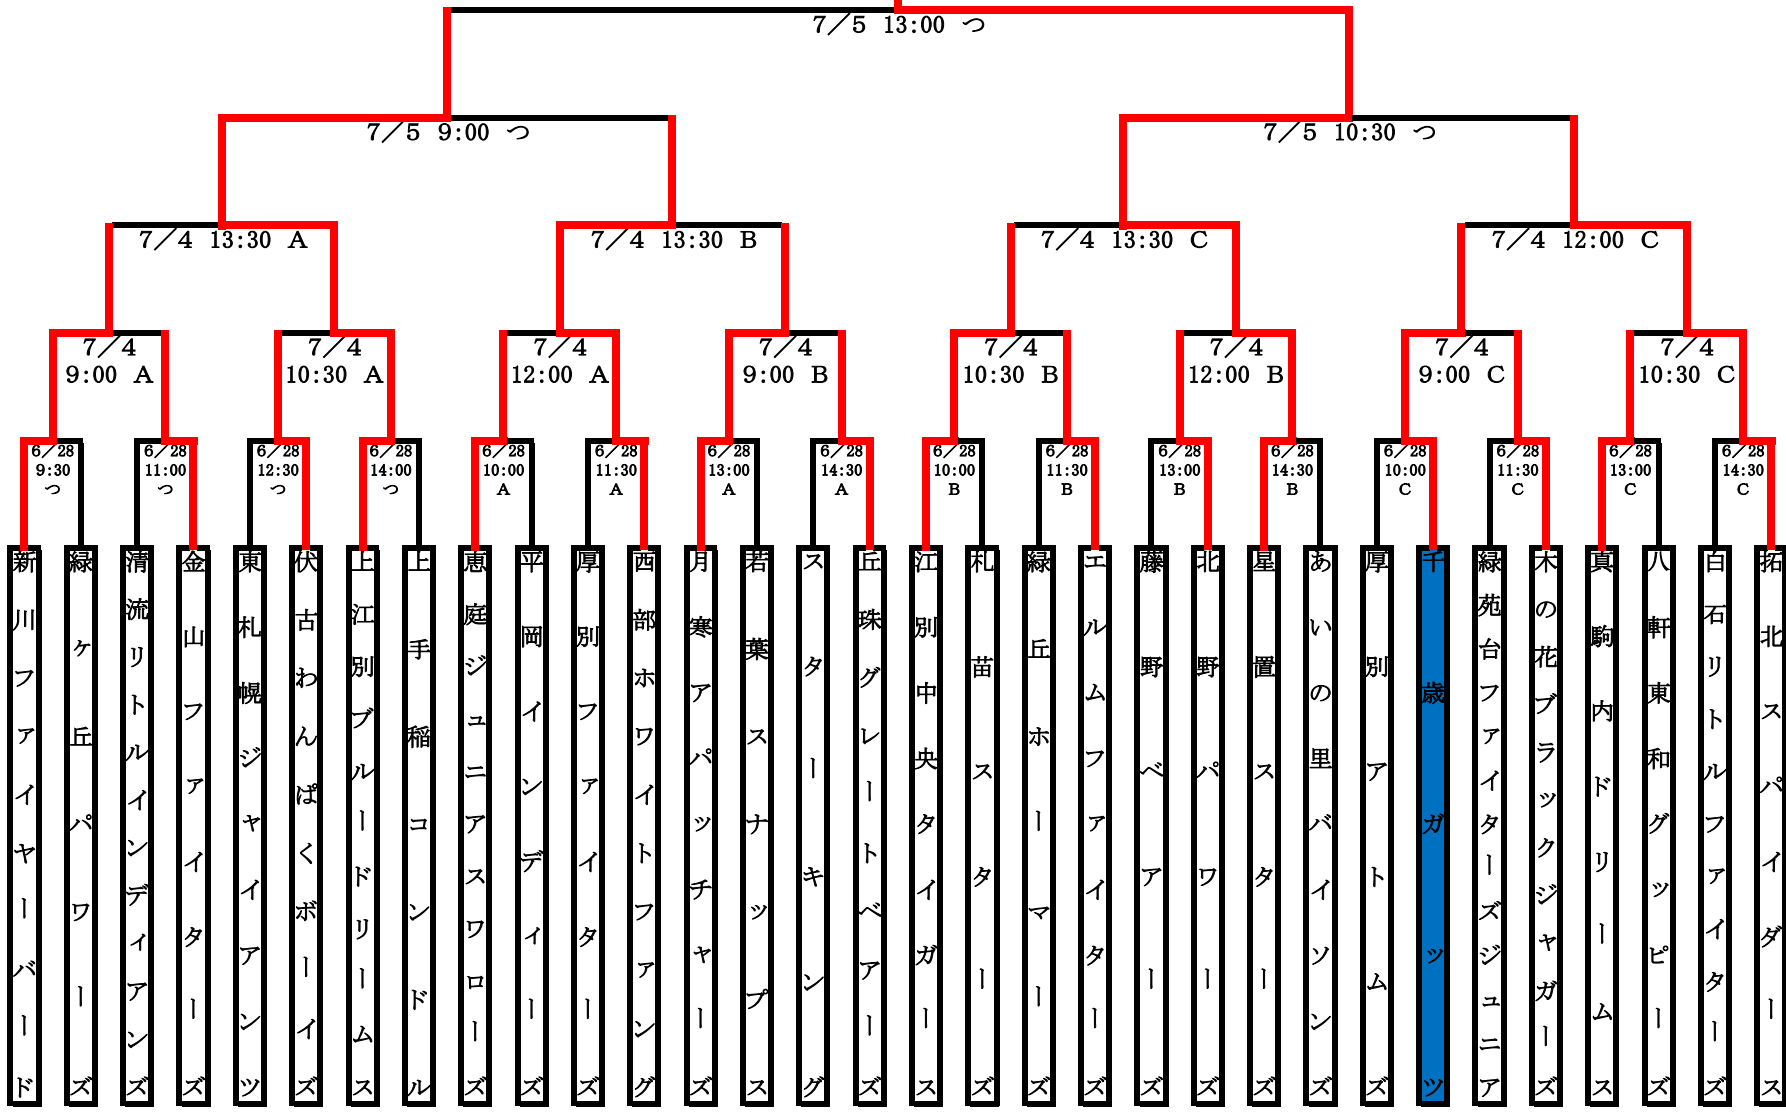 7／5 13:00 つ
7／5 9:00 つ
7／5 10:30 つ
7／4 13:30 A
7／4 13:30 B
7／4 13:30 C
7／4 12:00 C
7／4
9:00 A
7／4
10:30 A
7／4
12:00 A
7／4
9:00 B
7／4
10:30 B
7／4
12:00 B
7／4
9:00 C
7／4
10:30 C
6／28
9:30
つ
6／28
11:00
つ
6／28
12:30
つ
6／28
14:00
つ
6／28
10:00
A
6／28
11:30
A
6／28
13:00
A
6／28
14:30
A
6／28
10:00
B
6／28
11:30
B
6／28
13:00
B
6／28
14:30
B
6／28
10:00
C
6／28
11:30
C
6／28
13:00
C
6／28
14:30
C
新川ファイヤーバード
緑ヶ丘パワーズ
清流リトルインディアンズ
金山ファイターズ
東札幌ジャイアンツ
伏古わんぱくボーイズ
上江別ブルードリームス
上手稲コンドル
恵庭ジュニアスワローズ
平岡インディーズ
厚別ファイターズ
西部ホワイトファング
月寒アパッチャーズ
若葉スナップス
スターキング
丘珠グレートベアーズ
江別中央タイガース
札苗スターズ
緑丘ホーマーズ
エルムファイターズ
藤野ベアーズ
北野パワーズ
星置スターズ
あいの里バイソンズ
厚別アトムズ
千歳ガッツ
緑苑台ファイターズジュニア
木の花ブラックジャガーズ
真駒内ドリームス
八軒東和グッピーズ
白石リトルファイターズ
拓北スパイダース